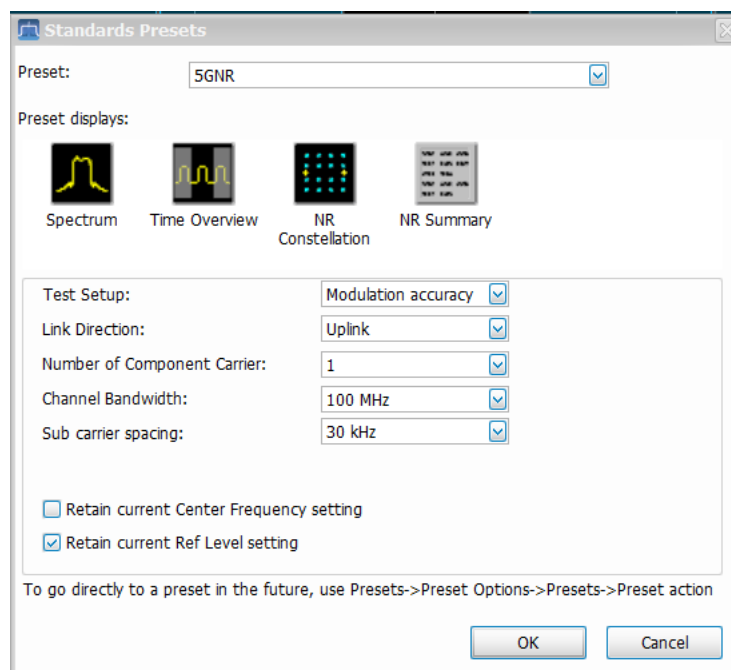 Standards Presets
Preset:
5GNR
Preset displays:
Spectrum
Time Overview
NR
Constellation
NR Summary
Test Setup:
Modulation accuracy
Link Direction:
Uplink
Number of Component Carrier:
1
Channel Bandwidth:
100 MHz
Sub carrier spacing:
30 kHz
Retain current Center Frequency setting
Retain current Ref Level setting
To go directly to a preset in the future, use Presets->Preset Options->Presets->Preset action
OK
Cancel